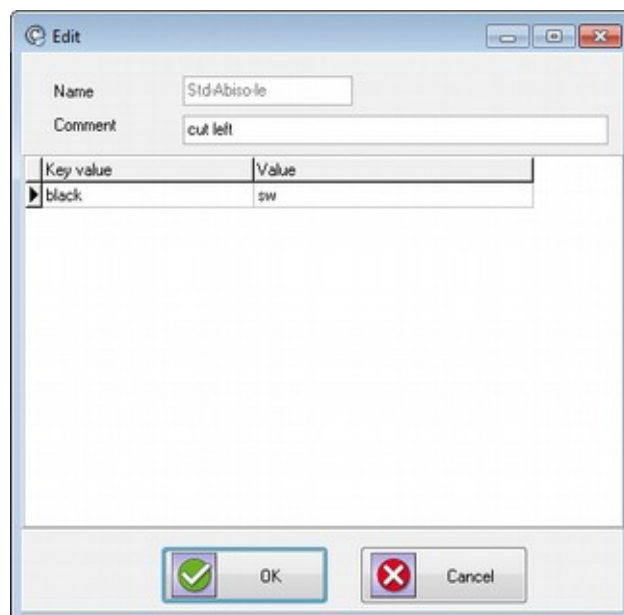 Edit
Name Std-Abiso-le
Comment cut left
Key value Value
black sw
OK Cancel